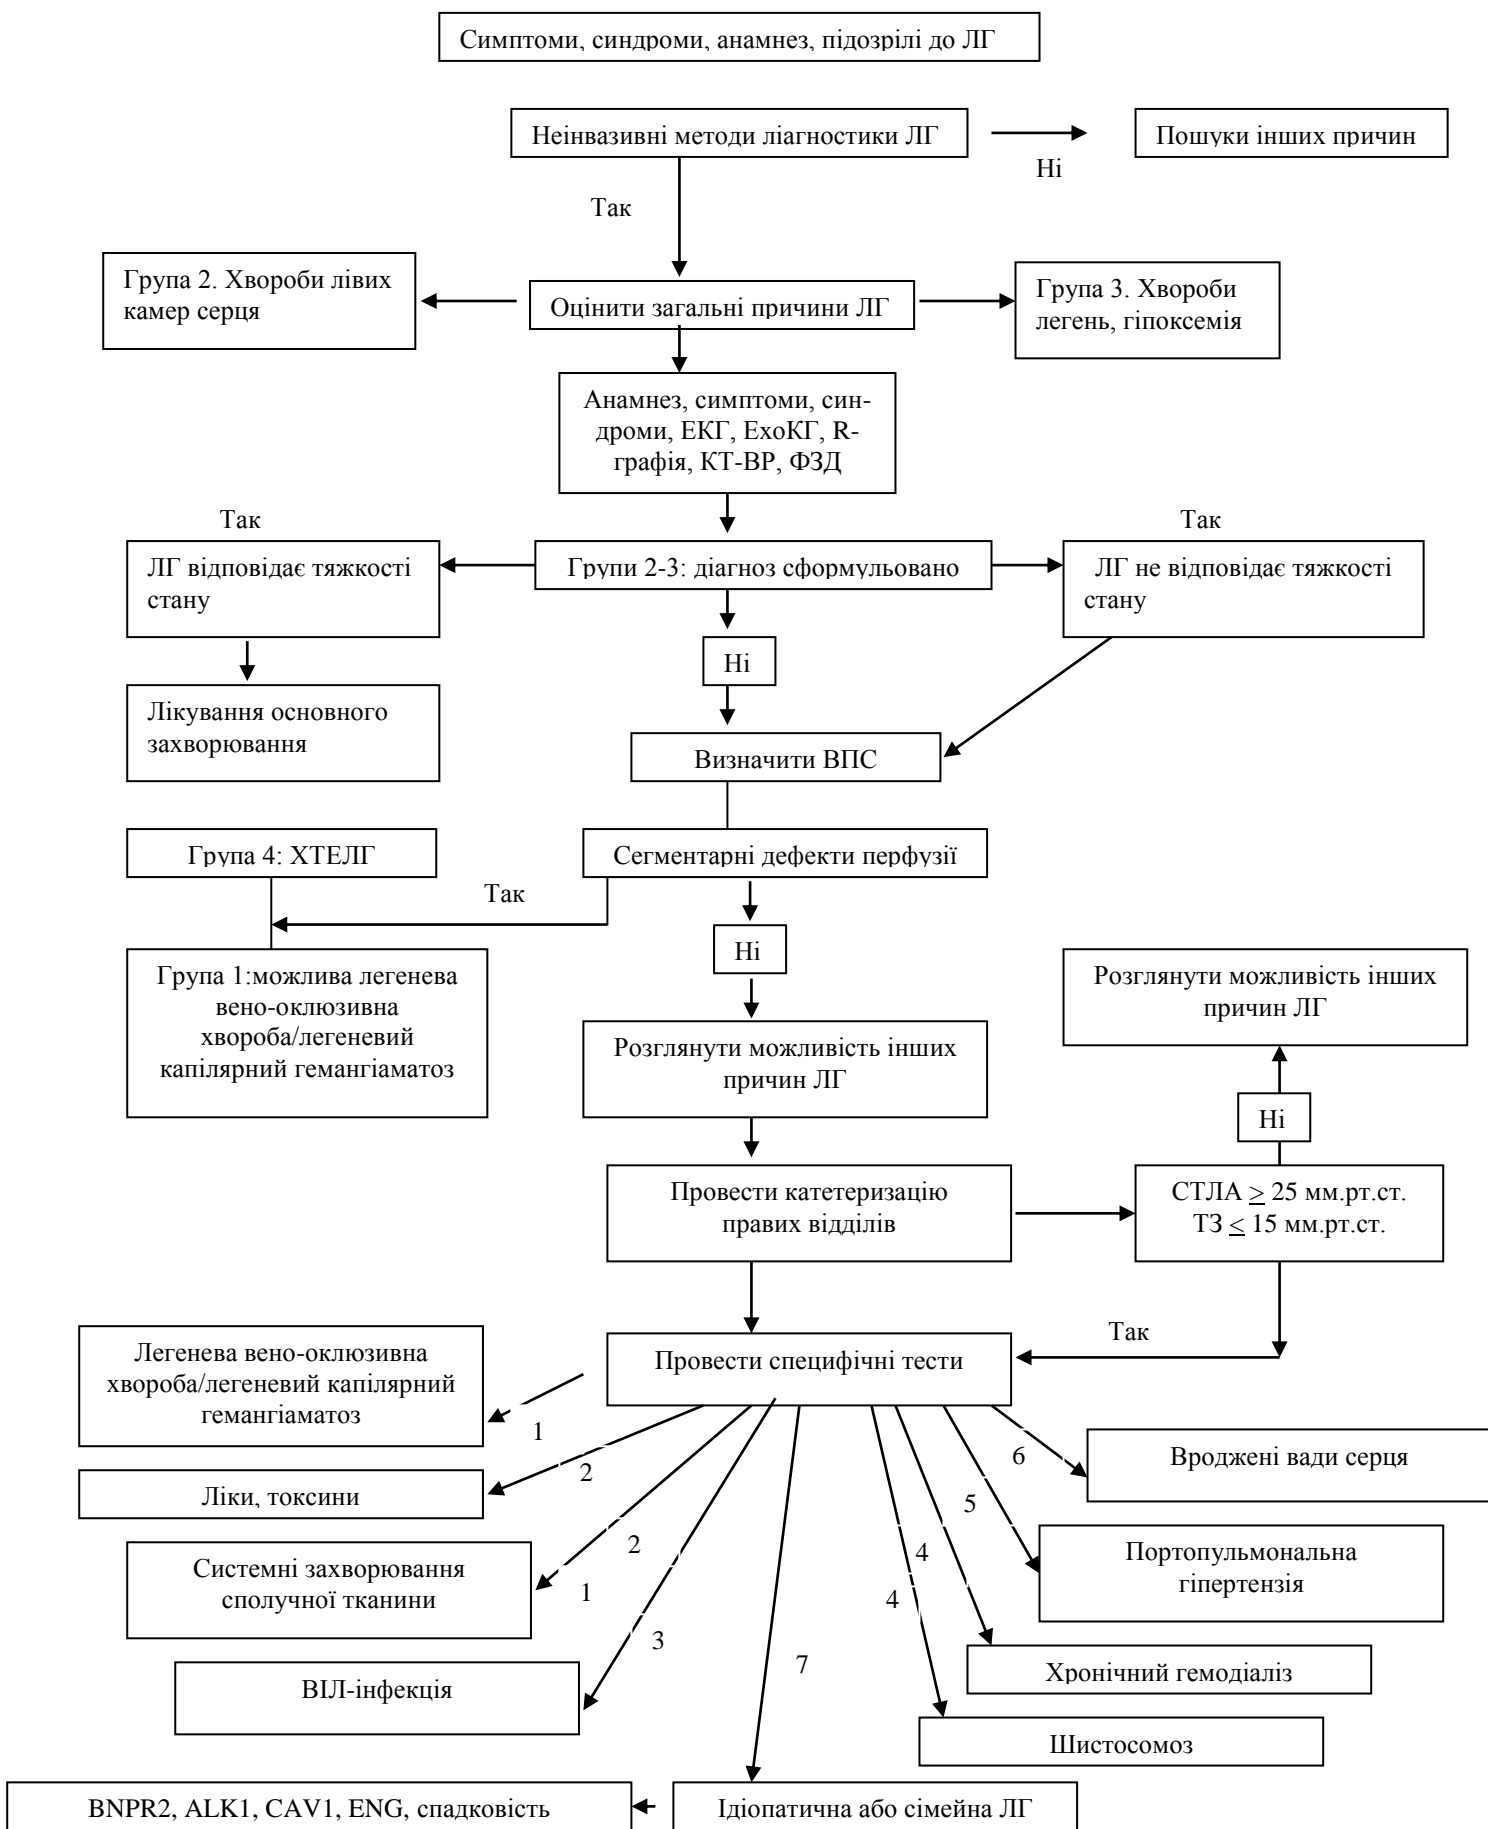 Симптоми, синдроми, анамнез, підозрілі до ЛГ
Неінвазивні методи ліагностики ЛГ
Пошуки інших причин
Ні
Так
Група 2. Хвороби лівих
камер серця
Оцінити загальні причини ЛГ
Група 3. Хвороби
легень, гіпоксемія
Анамнез, симптоми, син-
дроми, ЕКГ, ЕхоКГ, R-
графія, КТ-ВР, ФЗД
Так
Так
ЛГ відповідає тяжкості
стану
Групи 2-3: діагноз сформульовано
ЛГ не відповідає тяжкості
стану
Ні
Лікування основного
захворювання
Визначити ВПС
Група 4: ХТЕЛГ
Сегментарні дефекти перфузії
Так
Ні
Група 1:можлива легенева
вено-оклюзивна
хвороба/легеневий
капілярний гемангіаматоз
Розглянути можливість інших
причин ЛГ
Розглянути можливість інших
причин ЛГ
Ні
Провести катетеризацію
правих відділів
СТЛА ≥ 25 мм.рт.ст.
ТЗ ≤ 15 мм.рт.ст.
Так
Легенева вено-оклюзивна
хвороба/легеневий капілярний
гемангіаматоз
Провести специфічні тести
1
2
6
Вроджені вади серця
Ліки, токсини
5
2
4
Системні захворювання
сполучної тканини
1
4
Портопульмональна
гіпертензія
3
7
ВІЛ-інфекція
Хронічний гемодіаліз
Шистосомоз
BNPR2, ALK1, CAV1, ENG, спадковість
Ідіопатична або сімейна ЛГ